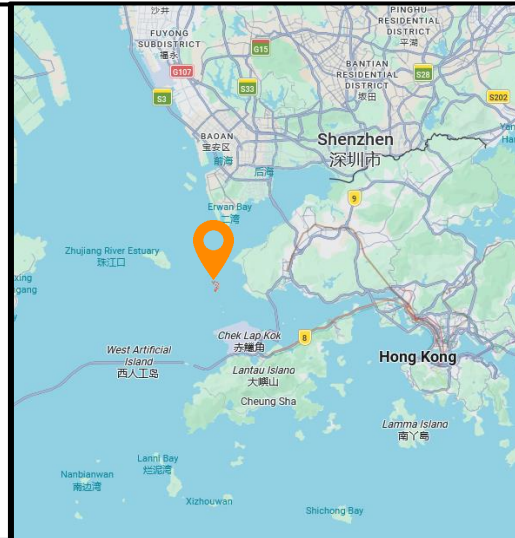 沙井
PINGHU
RESIDENTIAL
DISTRICT
平湖
FUYONG
SUBDISTRICT
福永
G15
G107
BANTIAN
RESIDENTIAL
DISTRICT
坂田
S28
S33
S3
S202
BAOAN
宝安区
前海
后海
Shenzhen
深圳市
Erwan Bay
二湾
9
Zhujiang River Estuary
珠江口
xing
gang
Chek Lap Kok
赤鱲角
8
West Artificial
Island
西人工岛
Lantau Island
大嶼山
Hong Kong
Cheung Sha
Lamma Island
南丫島
Lanni Bay
烂泥湾
Nanbianwan
南边湾
Xizhouwan
Shichong Bay